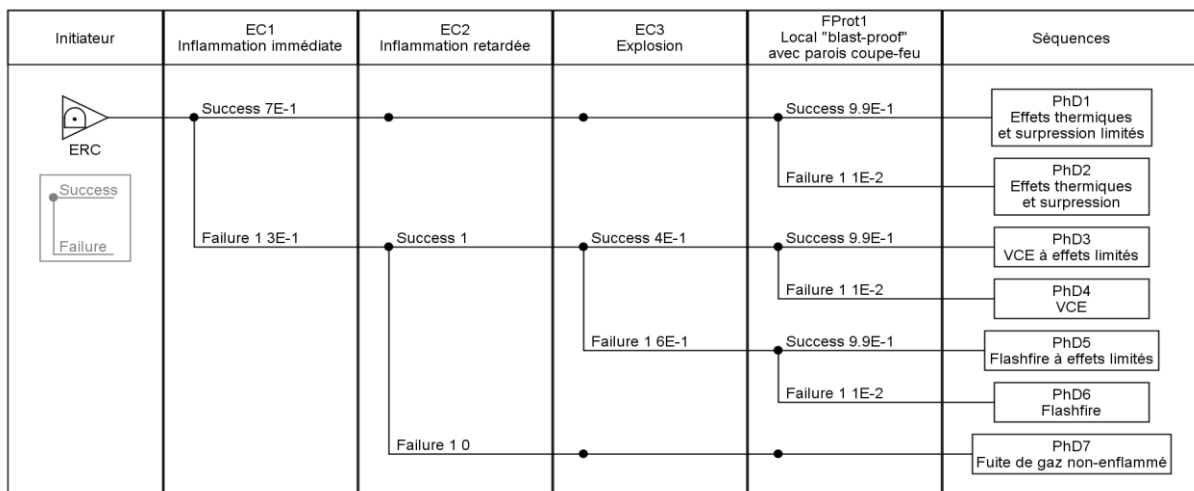 Initiateur
EC1
Inflammation immédiate
EC2
Inflammation retardée
EC3
Explosion
FProt1
Local "blast-proof"
avec parois coupe-feu
Séquences
ERC
Success
Failure
Success 7E-1
Success 9.9E-1
PhD1
Effets thermiques
et surpression limités
Failure 1 1E-2
PhD2
Effets thermiques
et surpression
Failure 1 3E-1
Success 1
Success 4E-1
Success 9.9E-1
PhD3
VCE à effets limités
Failure 1 1E-2
PhD4
VCE
Failure 1 6E-1
Success 9.9E-1
PhD5
Flashfire à effets limités
Failure 1 1E-2
PhD6
Flashfire
Failure 1 0
PhD7
Fuite de gaz non-enflammé